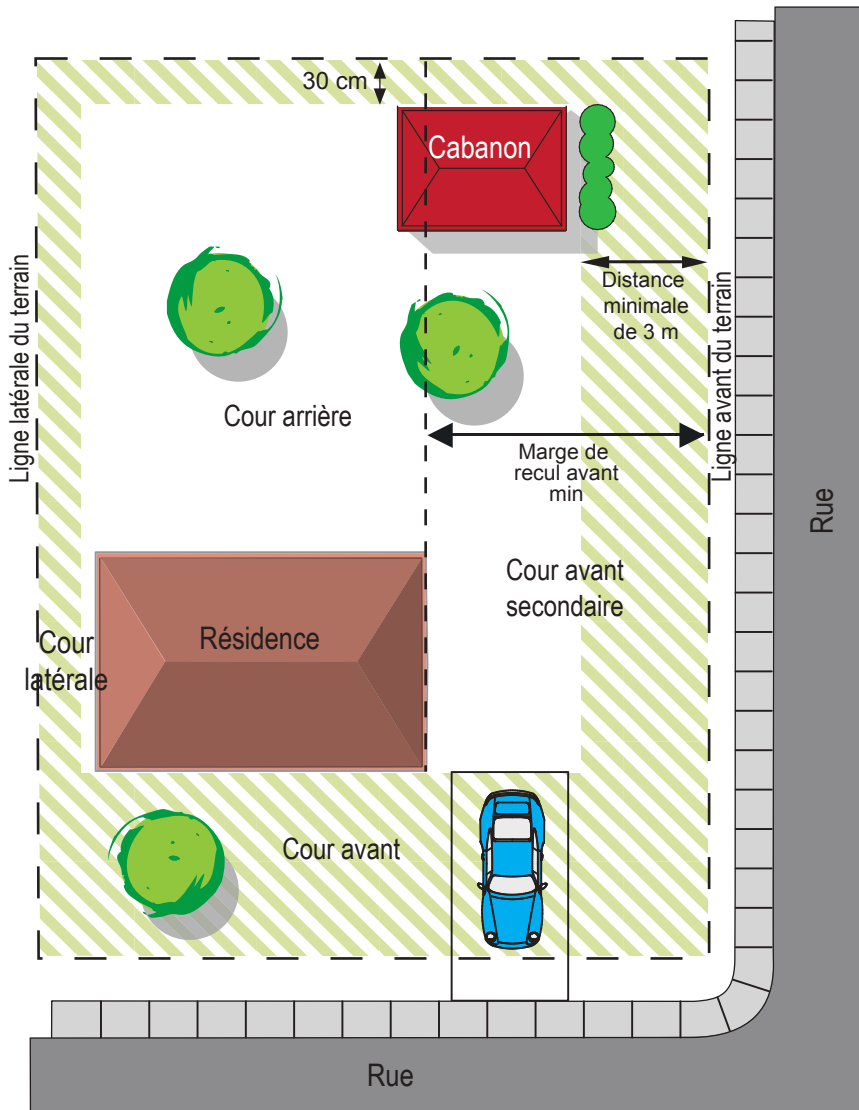 30 cm
Cabanon
Distance
minimale
de 3 m
Ligne latérale du terrain
Ligne avant du terrain
Cour arrière
Marge de
recul avant
min
Rue
Cour avant
secondaire
Résidence
Cour
latérale
Cour avant
Rue